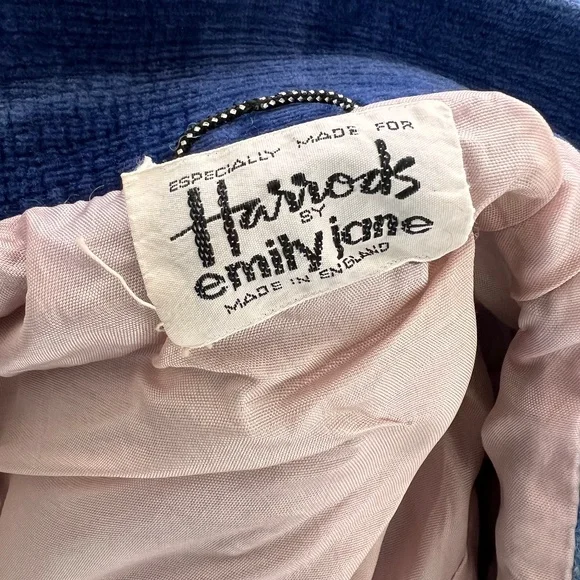 ESPECIALLY MADE FOR
Harrods
BY
emily jane
MADE IN ENGLAND